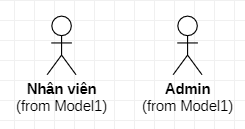 Nhân viên
(from Model1)
Admin
(from Model1)